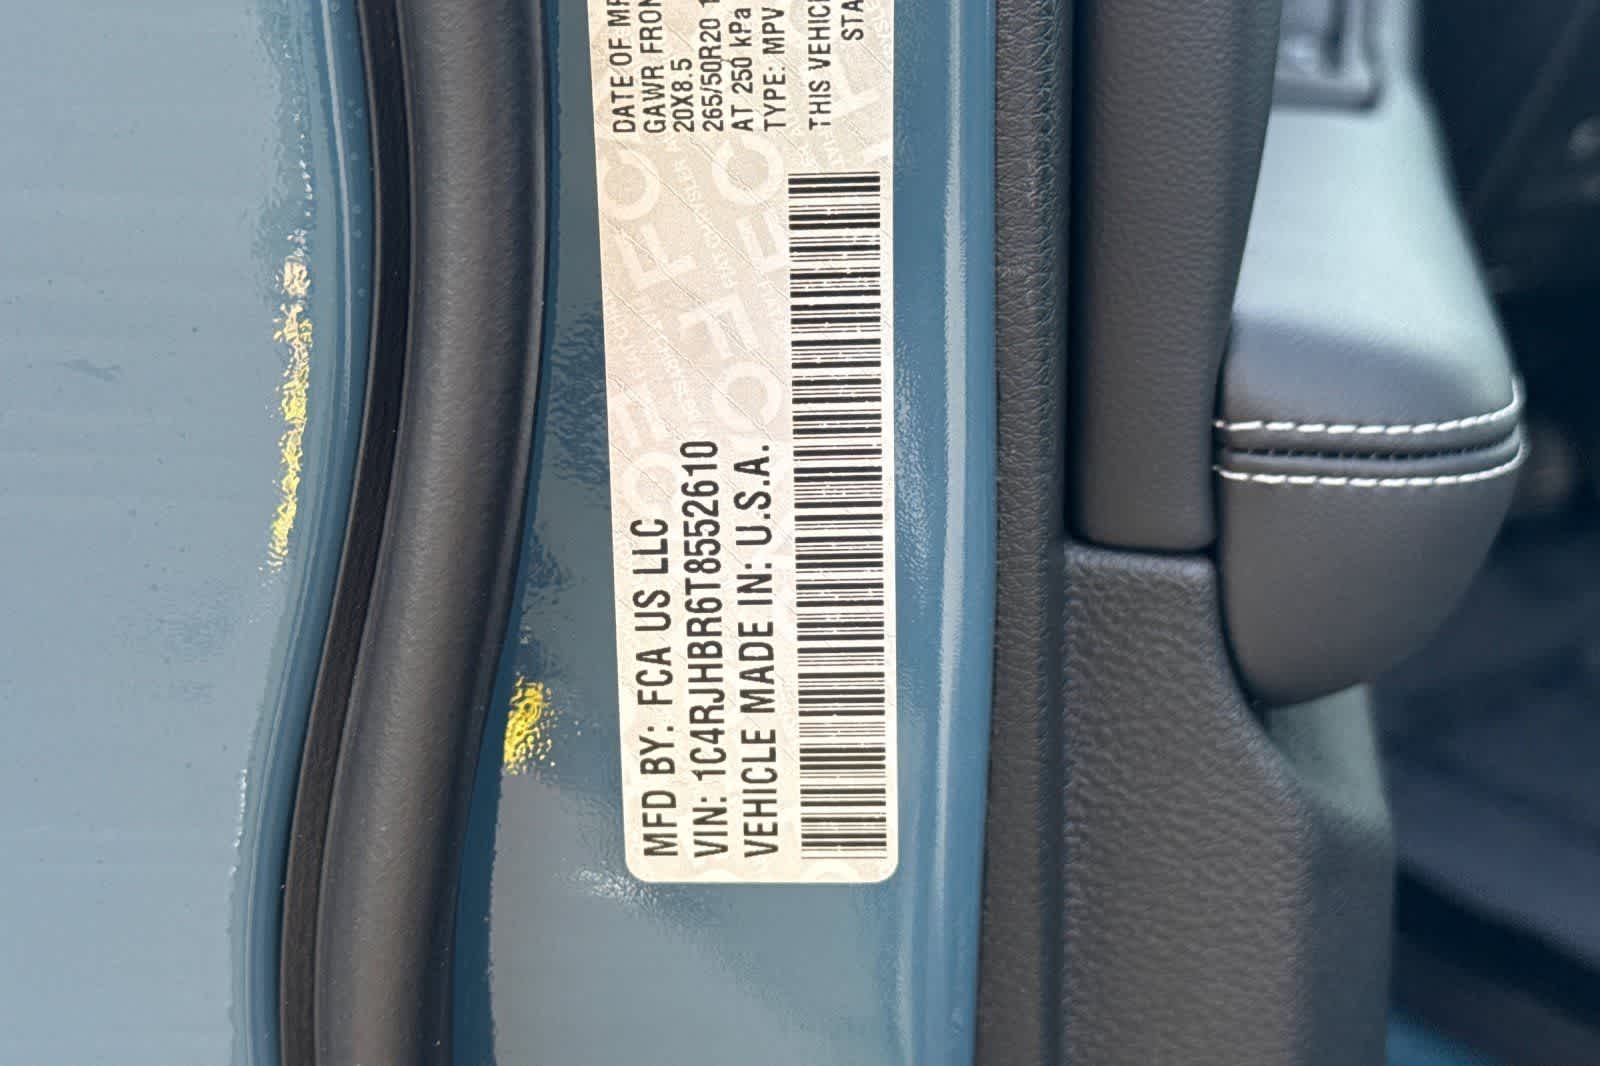 MFD BY: FCA US LLC
VIN: 1C4RJHBR6T8552610
VEHICLE MADE IN: U.S.A.
DATE OF
GAWR FRON
20X8.5
265/50R20
AT 250 kPa
TYPE: MPV
THIS VEHIC
STA